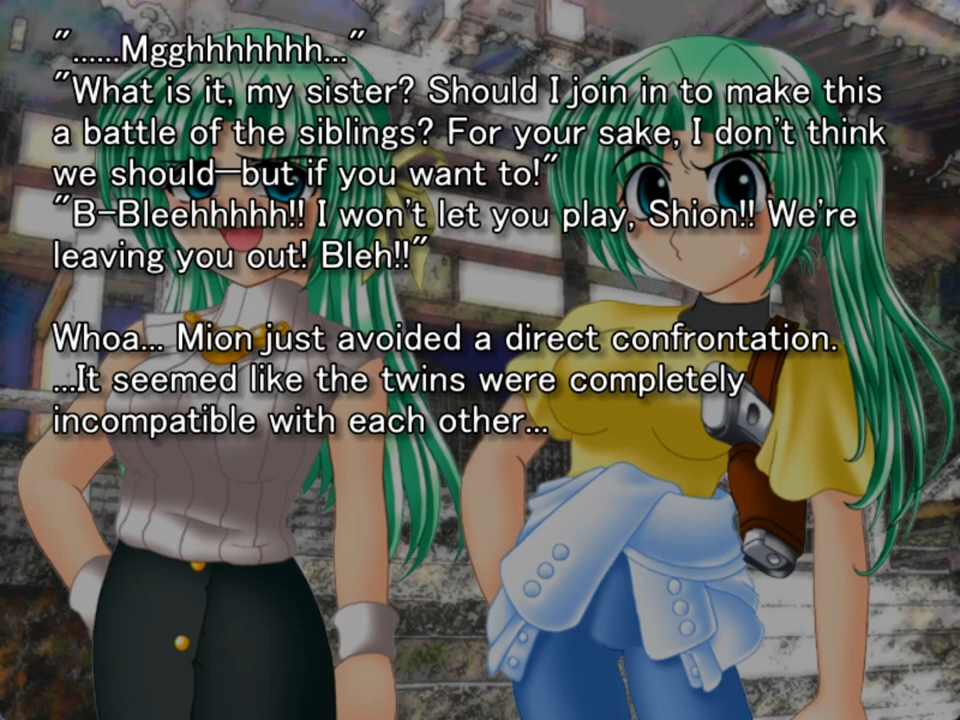 "......Mgghhhhhhh..."
"What is it, my sister? Should I join in to make this
a battle of the siblings? For your sake, I don't think
we should—but if you want to!"
"B-Bleehhhhh!! I won't let you play, Shion!! We're
leaving you out! Bleh!!"
Whoa... Mion just avoided a direct confrontation.
...It seemed like the twins were completely
incompatible with each other...